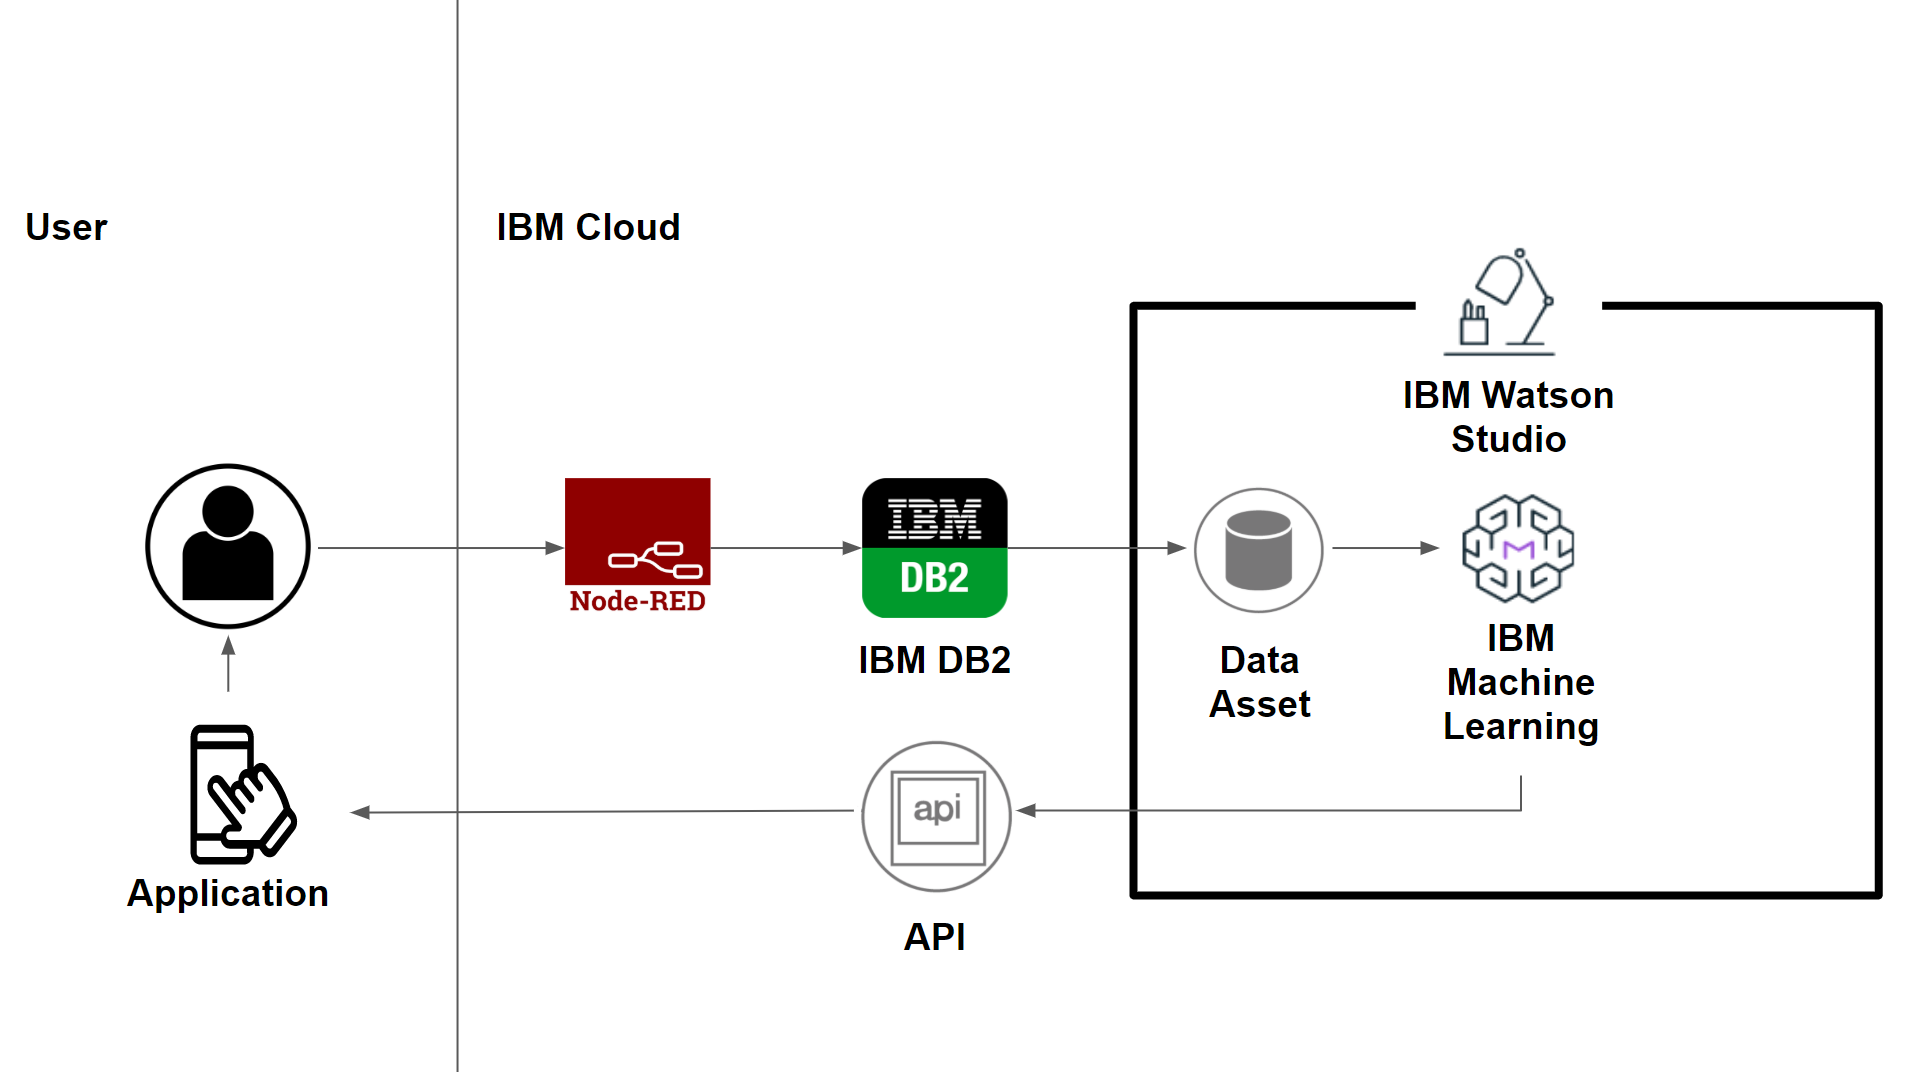 User
IBM Cloud
IBM Watson
Studio
Node-RED
IBM
DB2
IBM DB2
Data
Asset
IBM
Machine
Learning
api
API
Application